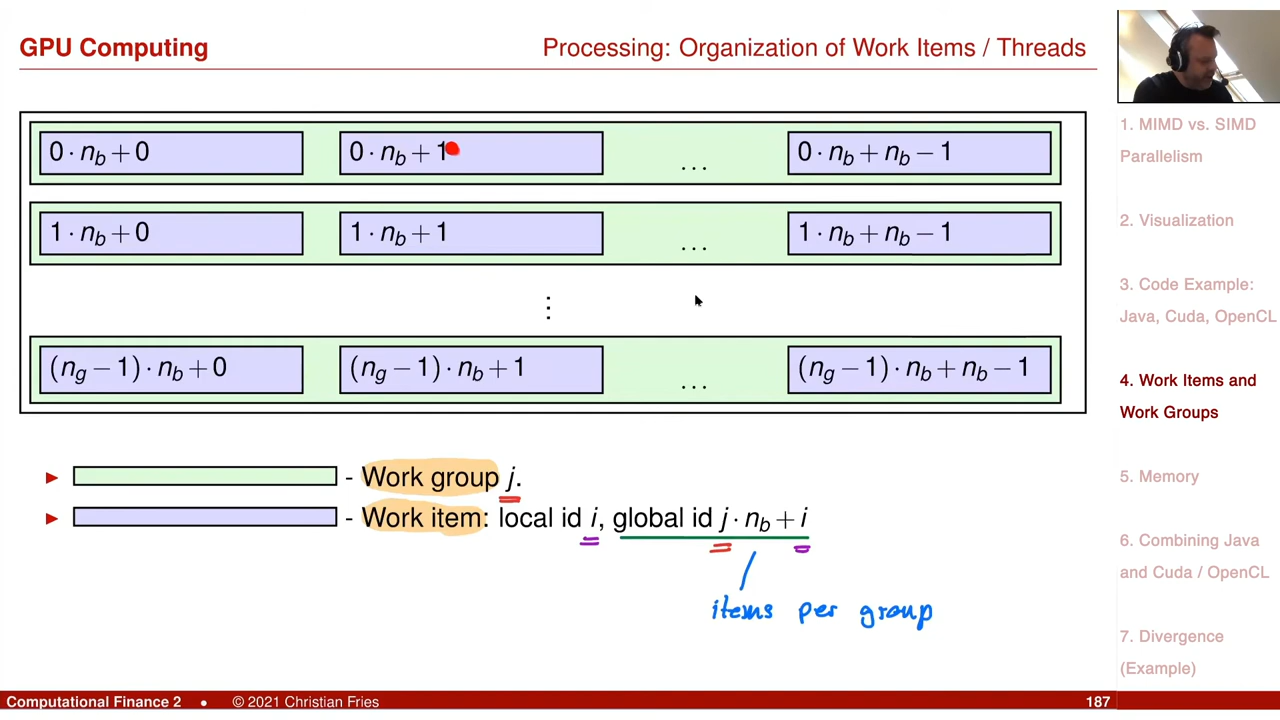 GPU Computing
Processing: Organization of Work Items / Threads
0 · n_b + 0
0 · n_b + 1
...
0 · n_b + n_b − 1
1 · n_b + 0
1 · n_b + 1
...
1 · n_b + n_b − 1
⋮
(n_g − 1) · n_b + 0
(n_g − 1) · n_b + 1
...
(n_g − 1) · n_b + n_b − 1
► - Work group j.
► - Work item: local id i, global id j · n_b + i
items per group
1. MIMD vs. SIMD
Parallelism
2. Visualization
3. Code Example:
Java, Cuda, OpenCL
4. Work Items and
Work Groups
5. Memory
6. Combining Java
and Cuda / OpenCL
7. Divergence
(Example)
Computational Finance 2 • © 2021 Christian Fries
187